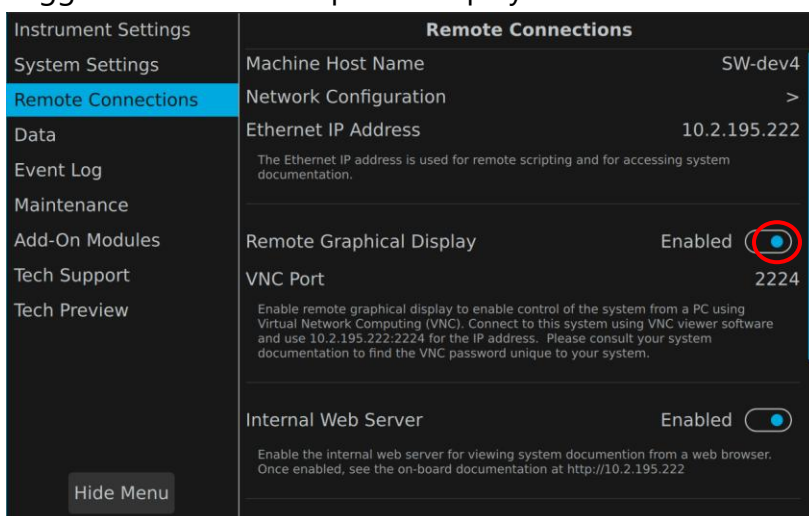 Instrument Settings
System Settings
Remote Connections
Data
Event Log
Maintenance
Add-On Modules
Tech Support
Tech Preview
Hide Menu
Remote Connections
Machine Host Name SW-dev4
Network Configuration >
Ethernet IP Address 10.2.195.222
The Ethernet IP address is used for remote scripting and for accessing system
documentation.
Remote Graphical Display Enabled
VNC Port 2224
Enable remote graphical display to enable control of the system from a PC using
Virtual Network Computing (VNC). Connect to this system using VNC viewer software
and use 10.2.195.222:2224 for the IP address. Please consult your system
documentation to find the VNC password unique to your system.
Internal Web Server Enabled
Enable the internal web server for viewing system documention from a web browser.
Once enabled, see the on-board documentation at http://10.2.195.222